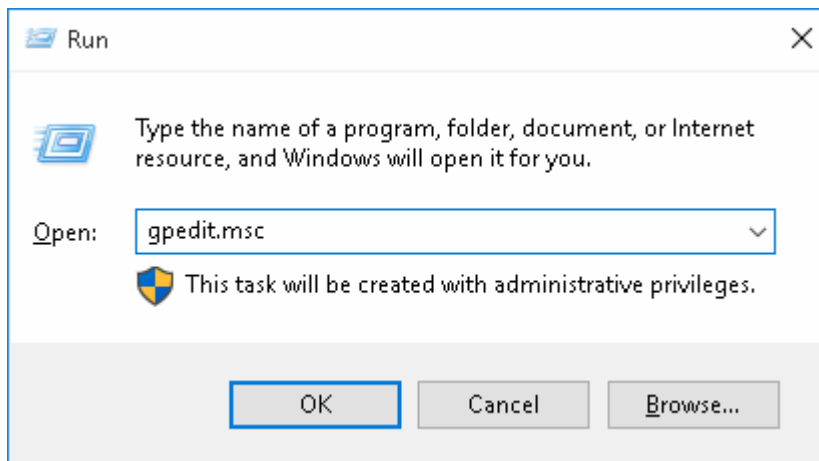 Run
Type the name of a program, folder, document, or Internet
resource, and Windows will open it for you.
Open: gpedit.msc
This task will be created with administrative privileges.
OK Cancel Browse...